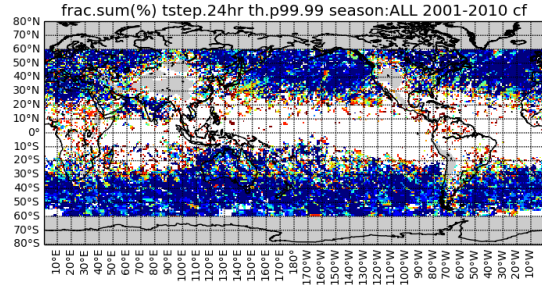 frac.sum(%) tstep.24hr th.p99.99 season:ALL 2001-2010 cf
80°N
70°N
60°N
50°N
40°N
30°N
20°N
10°N
0°
10°S
20°S
30°S
40°S
50°S
60°S
70°S
80°S
10°E
20°E
30°E
40°E
50°E
60°E
70°E
80°E
90°E
100°E
110°E
120°E
130°E
140°E
150°E
160°E
170°E
180°
170°W
160°W
150°W
140°W
130°W
120°W
110°W
100°W
90°W
80°W
70°W
60°W
50°W
40°W
30°W
20°W
10°W